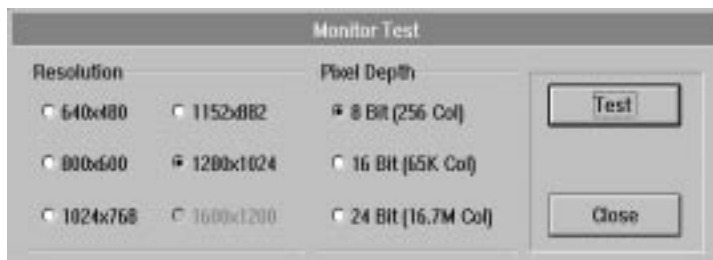 Monitor Test
Resolution
640x480
1152x882
800x600
1280x1024
1024x768
1600x1200
Pixel Depth
8 Bit (256 Col)
16 Bit (65K Col)
24 Bit (16.7M Col)
Test
Close